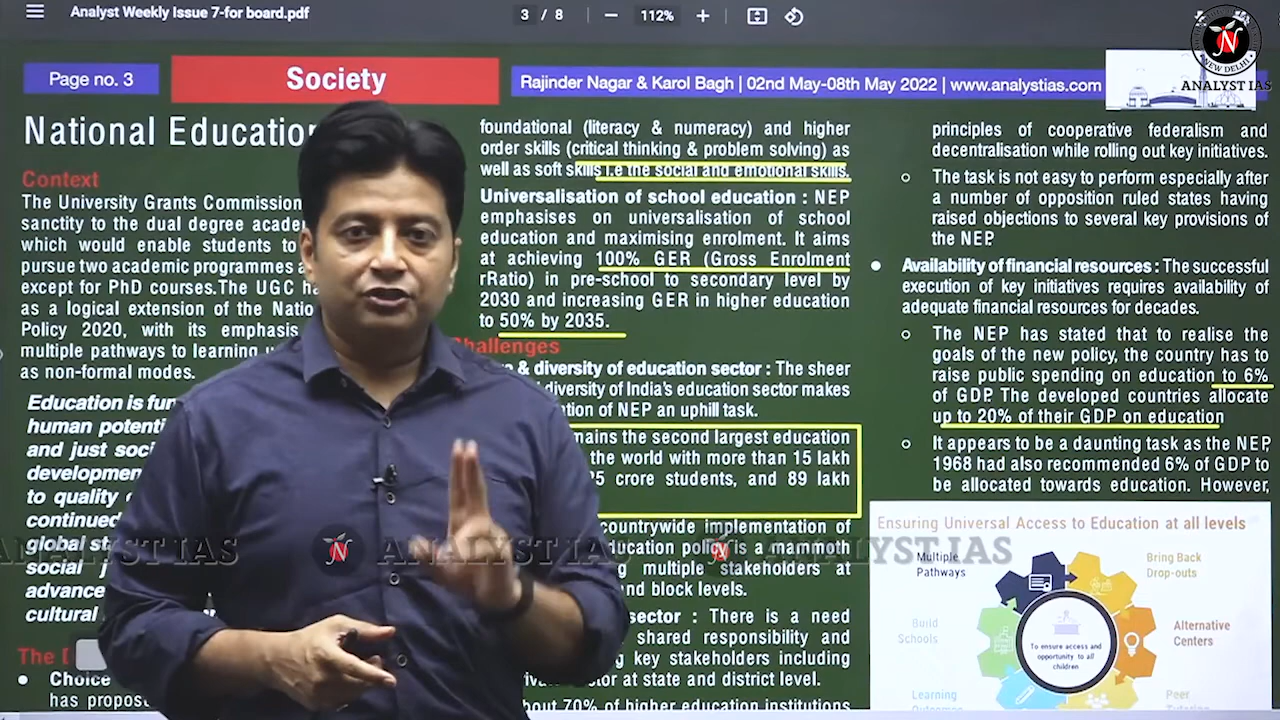 Analyst Weekly Issue 7-for board.pdf
3 / 8
112%
NEW DELHI
ANALYST IAS
Page no. 3
Society
Rajinder Nagar & Karol Bagh | 02nd May-08th May 2022 | www.analystias.com
National Education
Context
The University Grants Commission
sanctity to the dual degree
which would enable students to
pursue two academic programmes
except for PhD courses.The UGC
as a logical extension of the
Policy 2020, with its emphasis
multiple pathways to learning
as non-formal modes.
Education is
human
and just
to quality
continued
global
social
cultural
The
Choice
has
foundational (literacy & numeracy) and higher
order skills (critical thinking & problem solving) as
well as soft skills i.e the social and emotional skills.
Universalisation of school education : NEP
emphasises on universalisation of school
education and maximising enrolment. It aims
at achieving 100% GER (Gross Enrolment
rRatio) in pre-school to secondary level by
2030 and increasing GER in higher education
to 50% by 2035.
Challenges
& diversity of education sector : The sheer
diversity of India's education sector makes
of NEP an uphill task.
the second largest education
the world with more than 15 lakh
crore students, and 89 lakh
countrywide implementation of
policy is a mammoth
multiple stakeholders at
and block levels.
sector : There is a need
shared responsibility and
key stakeholders including
at state and district level.
70% of higher education institutions
principles of cooperative federalism and
decentralisation while rolling out key initiatives.
The task is not easy to perform especially after
a number of opposition ruled states having
raised objections to several key provisions of
the NEP.
Availability of financial resources : The successful
execution of key initiatives requires availability of
adequate financial resources for decades.
The NEP has stated that to realise the
goals of the new policy, the country has to
raise public spending on education to 6%
of GDP. The developed countries allocate
up to 20% of their GDP on education
It appears to be a daunting task as the NEP,
1968 had also recommended 6% of GDP to
be allocated towards education. However,
Ensuring Universal Access to Education at all levels
Multiple
Pathways
Bring Back
Drop-outs
Build
Schools
Alternative
Centers
To ensure access and
opportunity to all
children
Learning
Peer
ANALYST IAS
ANALYST IAS